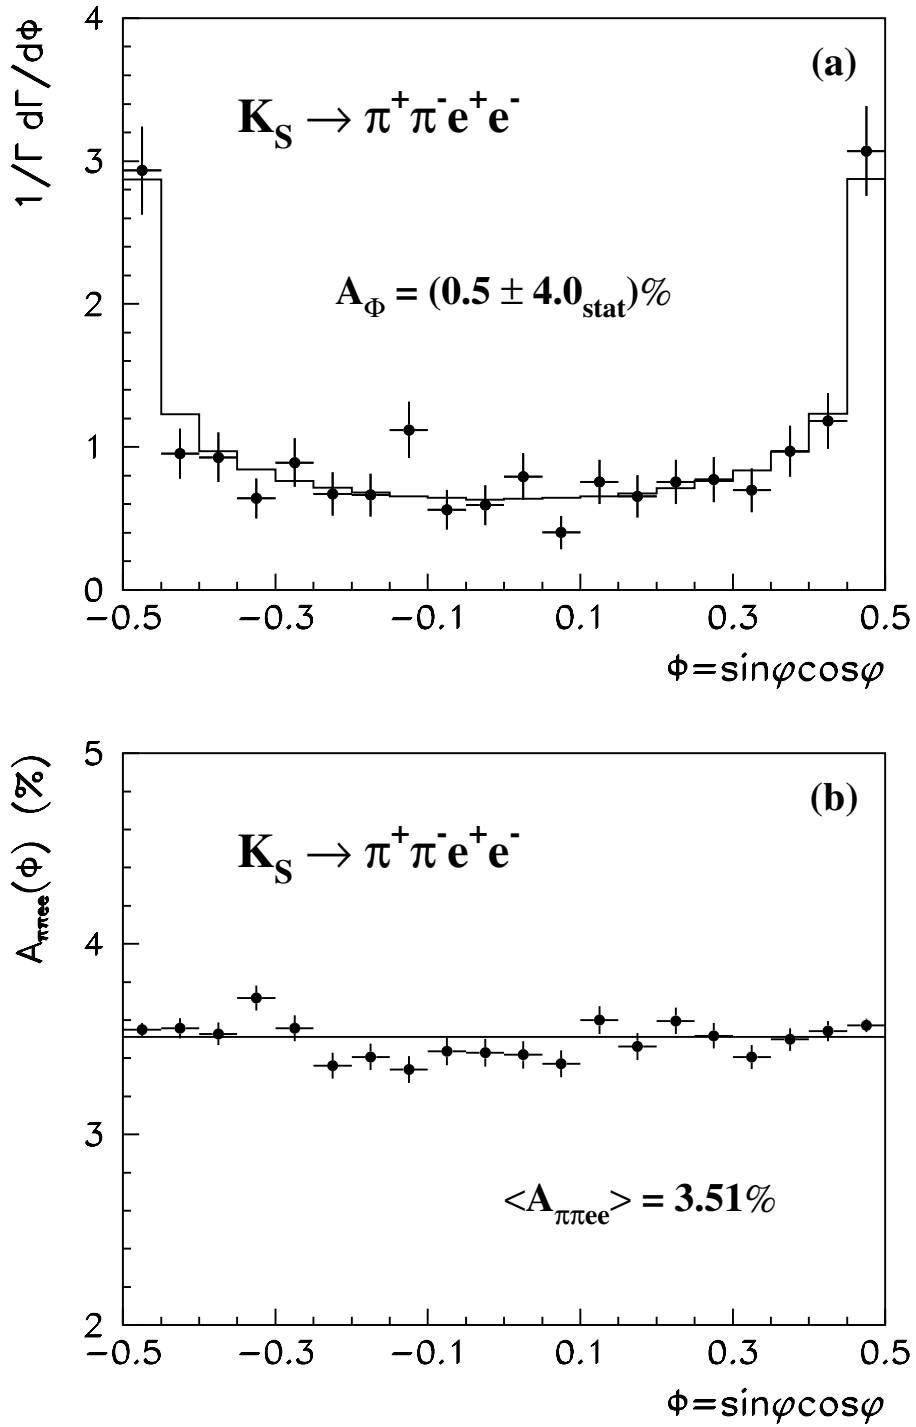 1/Γ dΓ/dΦ
4
3
2
1
0
(a)
K_S → π⁺π⁻e⁺e⁻
A_Φ = (0.5 ± 4.0_stat)%
−0.5 −0.3 −0.1 0.1 0.3 0.5
Φ=sinφcosφ
A_ππee(Φ) (%)
5
4
3
2
(b)
K_S → π⁺π⁻e⁺e⁻
<A_ππee> = 3.51%
−0.5 −0.3 −0.1 0.1 0.3 0.5
Φ=sinφcosφ